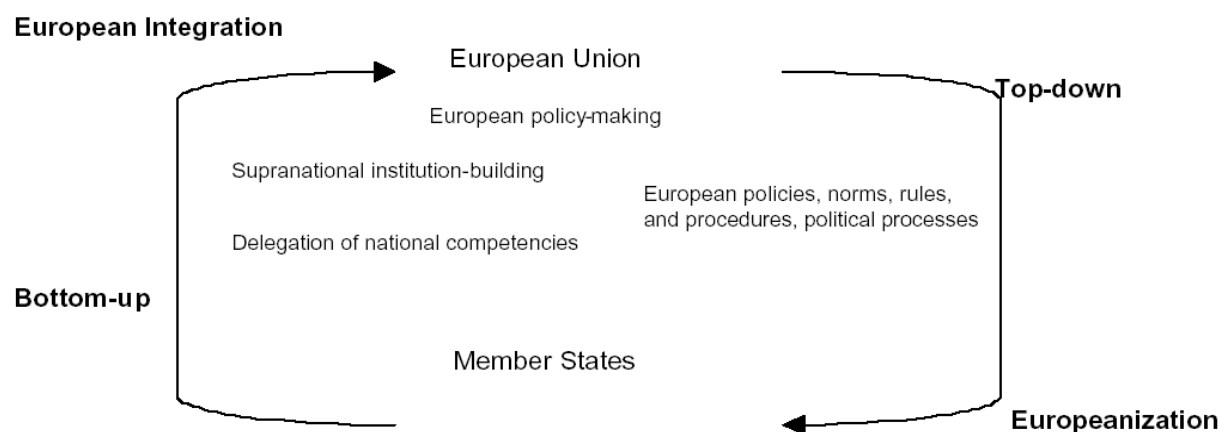 European Integration
European Union
Top-down
European policy-making
Supranational institution-building
European policies, norms, rules,
and procedures, political processes
Delegation of national competencies
Bottom-up
Member States
Europeanization